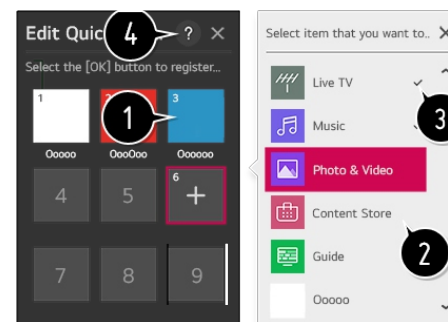 Edit Quic
4
?
Select the [OK] button to register...
1
2
3
1
Ooooo
OooOoo
Oooooo
4
5
6
+
7
8
9
Select item that you want to..
Live TV
3
Music
Photo & Video
Content Store
Guide
2
Ooooo